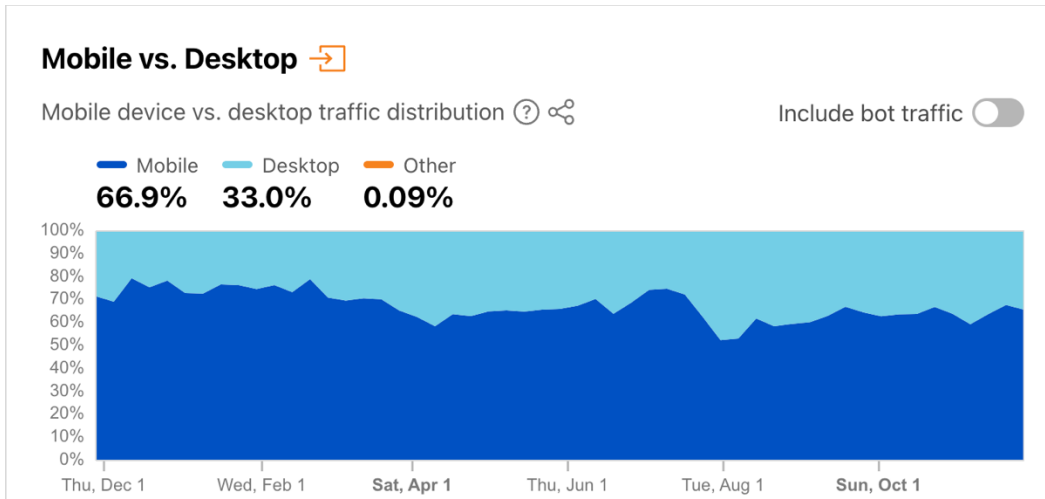 Mobile vs. Desktop
Mobile device vs. desktop traffic distribution ?
Include bot traffic
Mobile Desktop Other
66.9% 33.0% 0.09%
100%
90%
80%
70%
60%
50%
40%
30%
20%
10%
0%
Thu, Dec 1 Wed, Feb 1 Sat, Apr 1 Thu, Jun 1 Tue, Aug 1 Sun, Oct 1